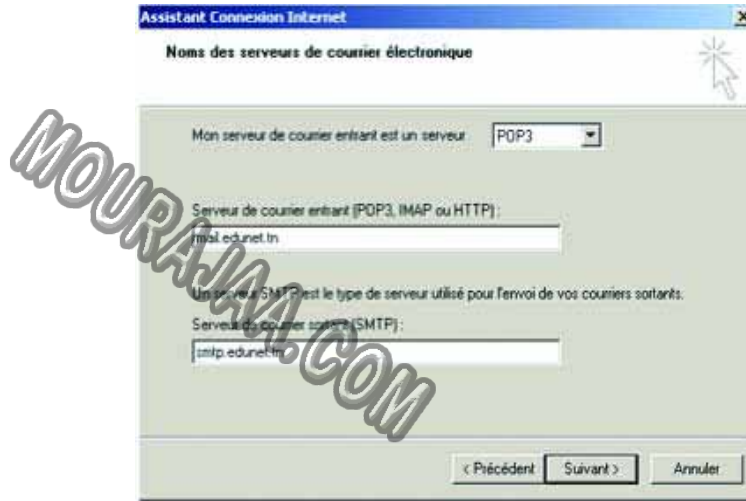 Assistant Connexion Internet
Noms des serveurs de courrier électronique
Mon serveur de courrier entrant est un serveur POP3
Serveur de courrier entrant (POP3, IMAP ou HTTP) :
mail.edunet.tn
Un serveur SMTP est le type de serveur utilisé pour l'envoi de vos courriers sortants.
Serveur de courrier sortant (SMTP) :
smtp.edunet.tn
< Précédent Suivant > Annuler
MOURAJAA.COM